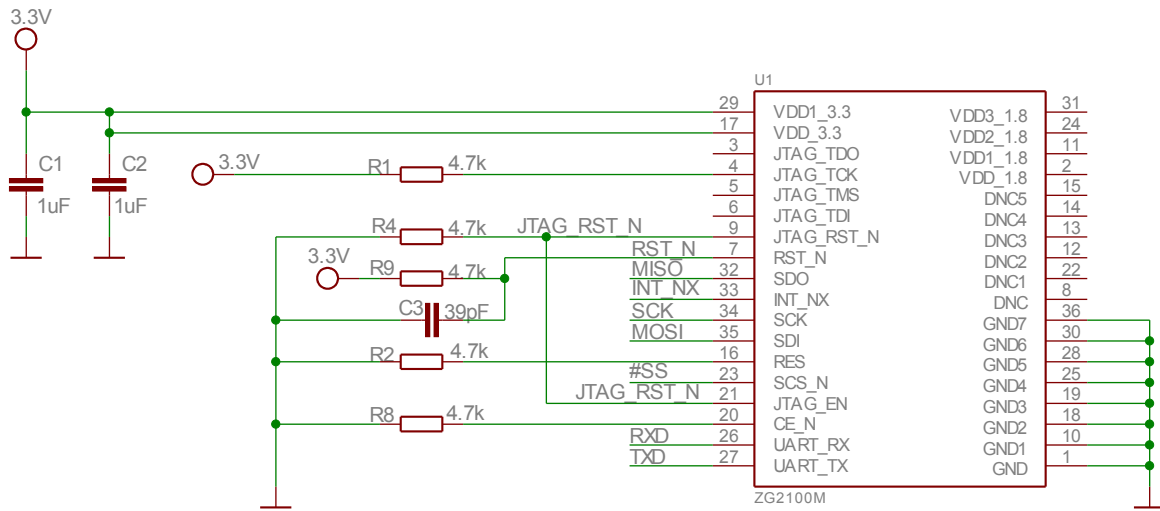 3.3V
U1
29 VDD1_3.3 VDD3_1.8 31
17 VDD_3.3 VDD2_1.8 24
3 JTAG_TDO VDD1_1.8 11
C1 C2 3.3V R1 4.7k 4 JTAG_TCK VDD_1.8 2
1uF 1uF 5 JTAG_TMS DNC5 15
6 JTAG_TDI DNC4 14
R4 4.7k JTAG_RST_N 9 JTAG_RST_N DNC3 13
3.3V RST_N 7 RST_N DNC2 12
R9 4.7k MISO 32 SDO DNC1 22
INT_NX 33 INT_NX DNC 8
C3 39pF SCK 34 SCK GND7 36
MOSI 35 SDI GND6 30
R2 4.7k 16 RES GND5 28
#SS 23 SCS_N GND4 25
JTAG_RST_N 21 JTAG_EN GND3 19
R8 4.7k 20 CE_N GND2 18
RXD 26 UART_RX GND1 10
TXD 27 UART_TX GND 1
ZG2100M